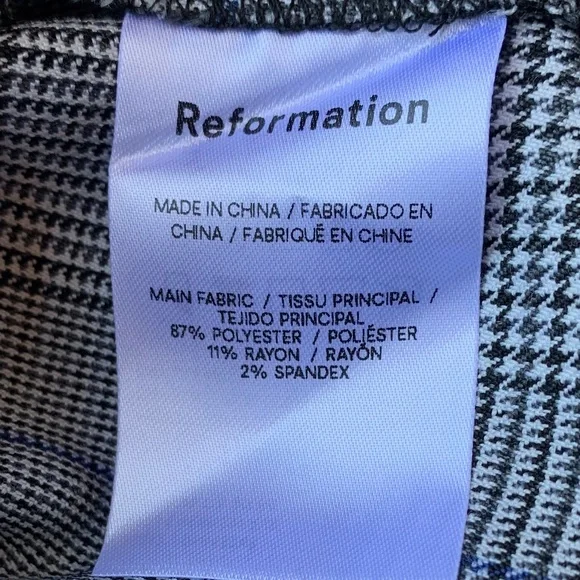 Reformation
MADE IN CHINA / FABRICADO EN
CHINA / FABRIQUÉ EN CHINE
MAIN FABRIC / TISSU PRINCIPAL /
TEJIDO PRINCIPAL
87% POLYESTER / POLIÉSTER
11% RAYON / RAYÓN
2% SPANDEX